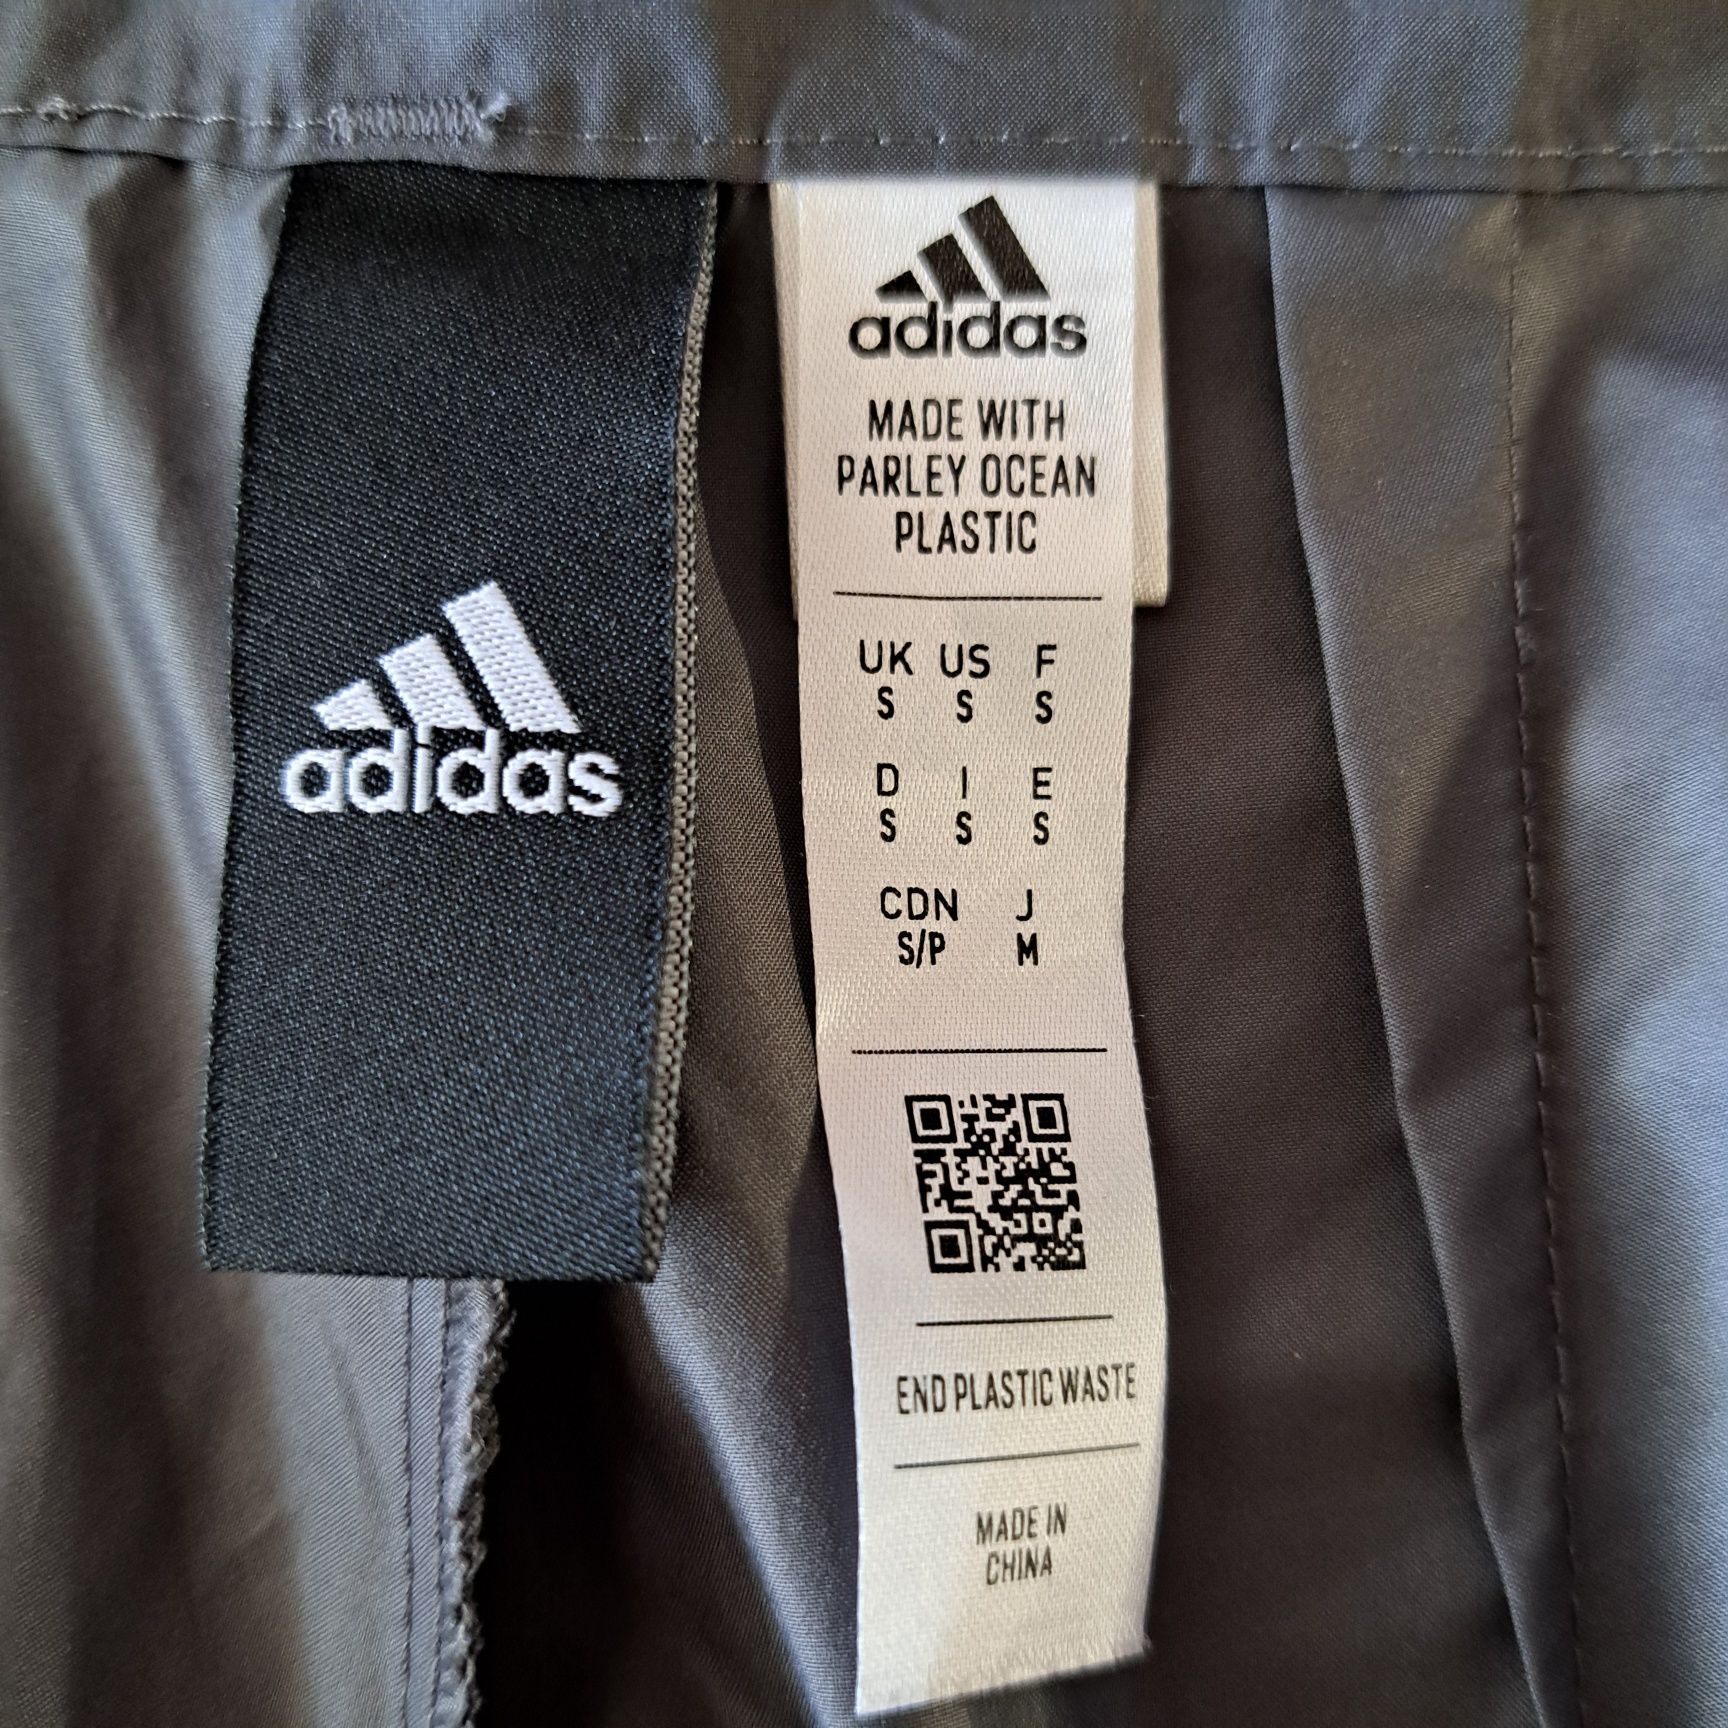 adidas
adidas
MADE WITH
PARLEY OCEAN
PLASTIC
UK US F
S S S
D I E
S S S
CDN J
S/P M
END PLASTIC WASTE
MADE IN
CHINA